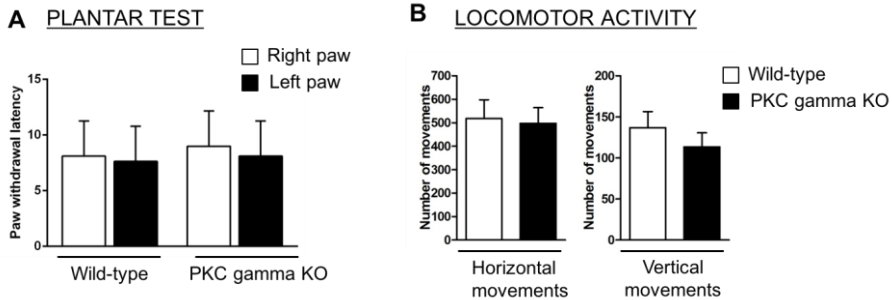 A PLANTAR TEST
Right paw
Left paw
Paw withdrawal latency
15
10
5
0
Wild-type
PKC gamma KO
B LOCOMOTOR ACTIVITY
Wild-type
PKC gamma KO
Number of movements
700
600
500
400
300
200
100
0
Horizontal
movements
Number of movements
200
150
100
50
0
Vertical
movements